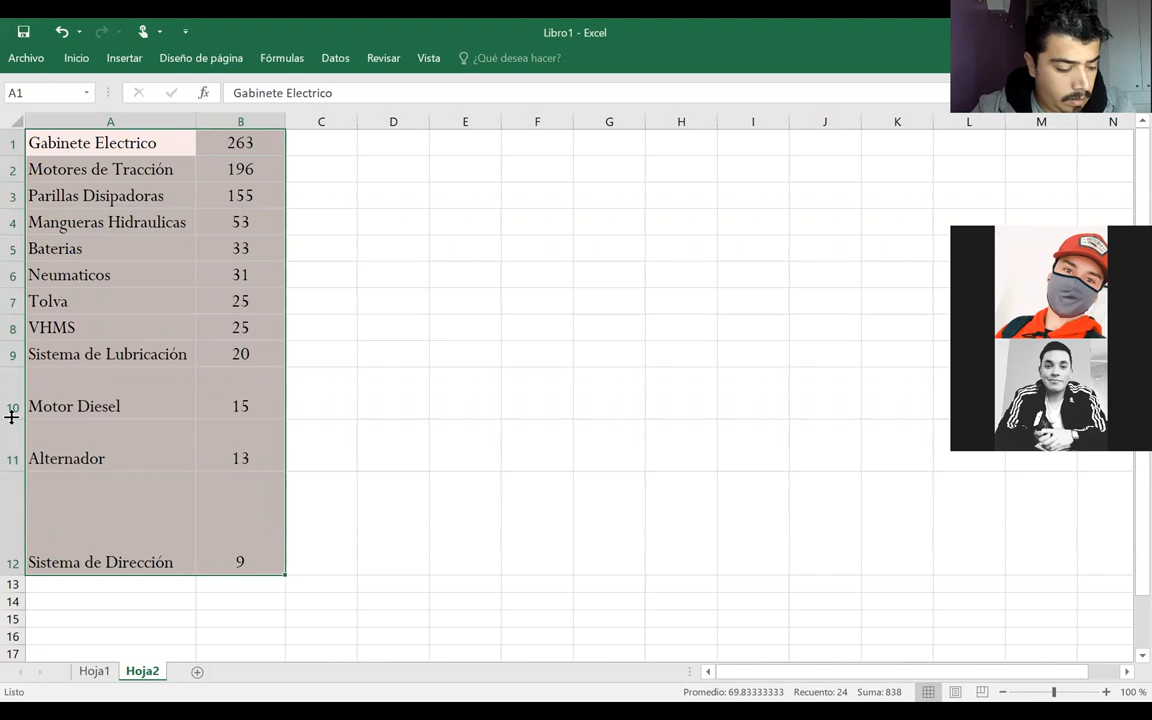 Libro1 - Excel
Archivo Inicio Insertar Diseño de página Fórmulas Datos Revisar Vista ¿Qué desea hacer?
A1 fx Gabinete Electrico
A B C D E F G H I J K L M N
1 Gabinete Electrico 263
2 Motores de Tracción 196
3 Parillas Disipadoras 155
4 Mangueras Hidraulicas 53
5 Baterias 33
6 Neumaticos 31
7 Tolva 25
8 VHMS 25
9 Sistema de Lubricación 20
10 Motor Diesel 15
11 Alternador 13
12 Sistema de Dirección 9
13
14
15
16
17
Hoja1 Hoja2
Listo Promedio: 69.83333333 Recuento: 24 Suma: 838 100 %